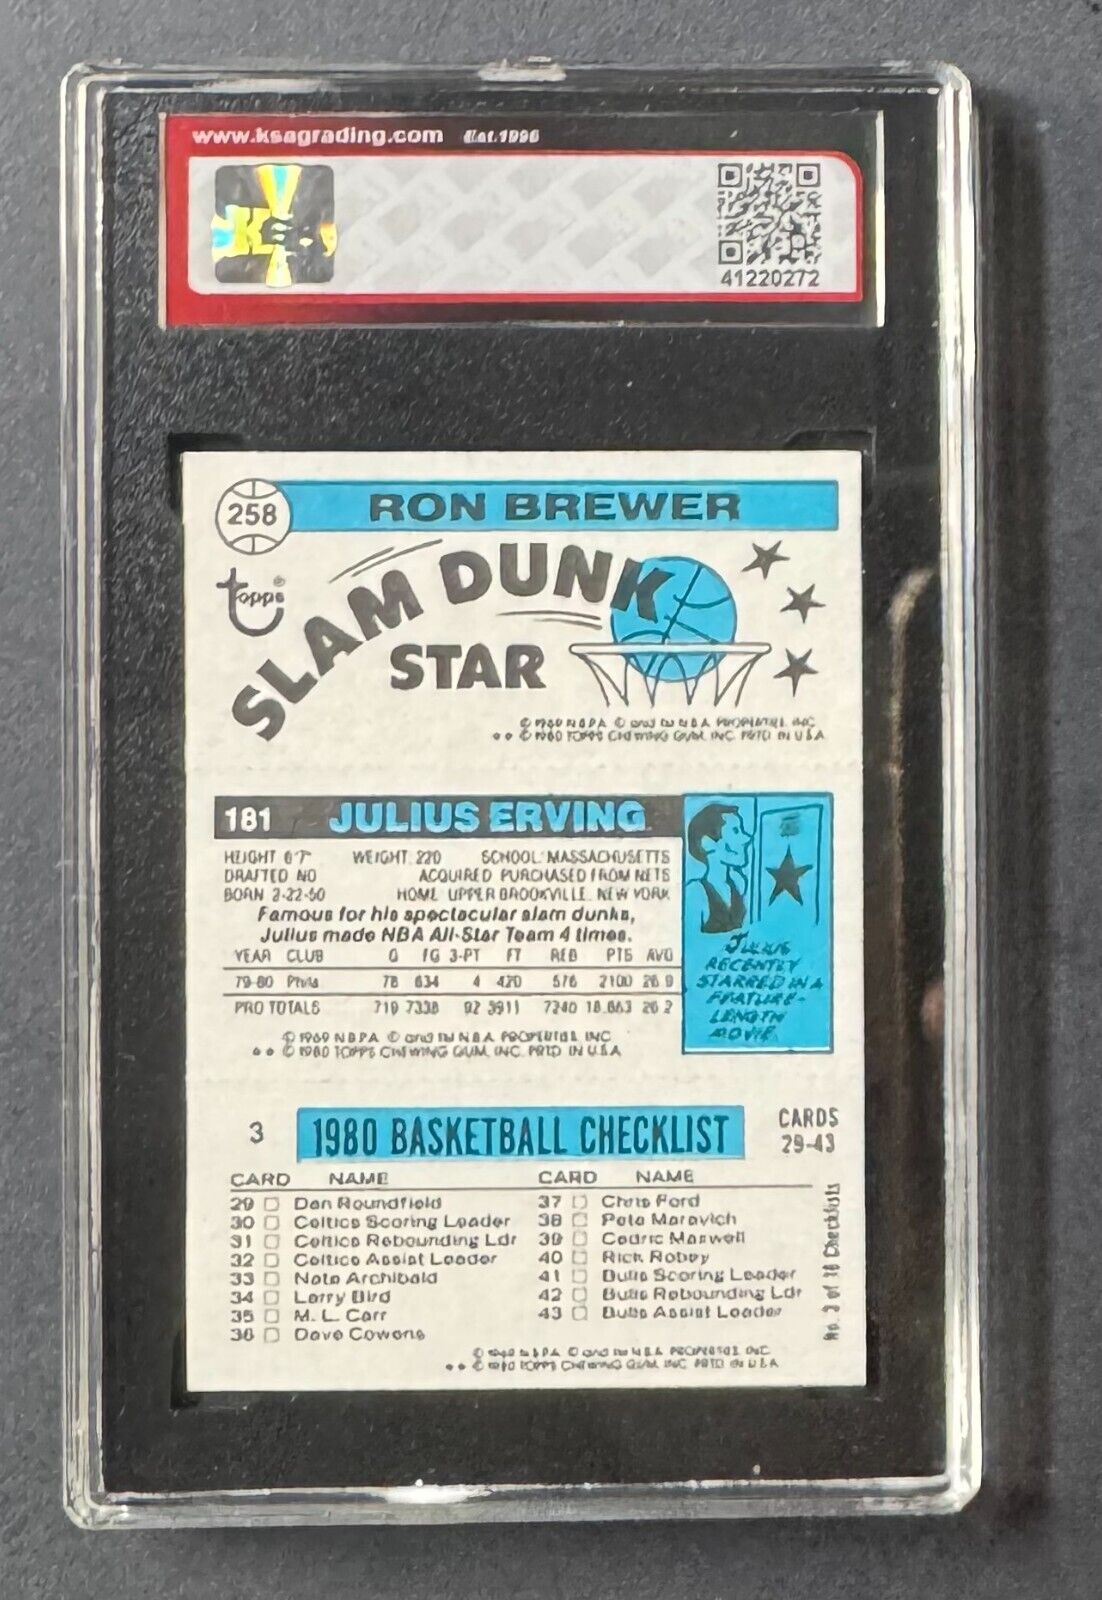 www.ksagrading.com Est. 1996
41220272
258 RON BREWER
topps®
SLAM DUNK
STAR
© 1969 NBPA © and TM NBA PROPERTIES, INC.
** © 1980 TOPPS CHEWING GUM, INC. PRTD IN U.S.A.
181 JULIUS ERVING
HEIGHT 6'7" WEIGHT: 220 SCHOOL: MASSACHUSETTS
DRAFTED NO ACQUIRED PURCHASED FROM NETS
BORN 2-22-50 HOME: UPPER BROOKVILLE, NEW YORK
Famous for his spectacular slam dunks,
Julius made NBA All-Star Team 4 times.
YEAR CLUB G FG 3-PT FT REB PTS AVG
79-80 Phila 78 834 4 420 576 2100 26.9
PRO TOTALS 719 7338 92 3911 7240 18,663 26.2
© 1969 NBPA © and TM NBA PROPERTIES, INC.
** © 1980 TOPPS CHEWING GUM, INC. PRTD IN U.S.A
JULIUS
RECENTLY
STARRED IN A
FEATURE-
LENGTH
MOVIE.
3 1980 BASKETBALL CHECKLIST CARDS
29-43
CARD NAME CARD NAME
29 Dan Roundfield 37 Chris Ford
30 Celtics Scoring Leader 38 Pete Maravich
31 Celtics Rebounding Ldr 39 Cedric Maxwell
32 Celtics Assist Leader 40 Rick Robey
33 Nate Archibald 41 Bulls Scoring Leader
34 Larry Bird 42 Bulls Rebounding Ldr
35 M. L. Carr 43 Bulls Assist Leader
36 Dave Cowens
No. 3 of 16 Checklists
© 1969 NBPA © and TM NBA PROPERTIES, INC.
** © 1980 TOPPS CHEWING GUM, INC. PRTD IN U.S.A.